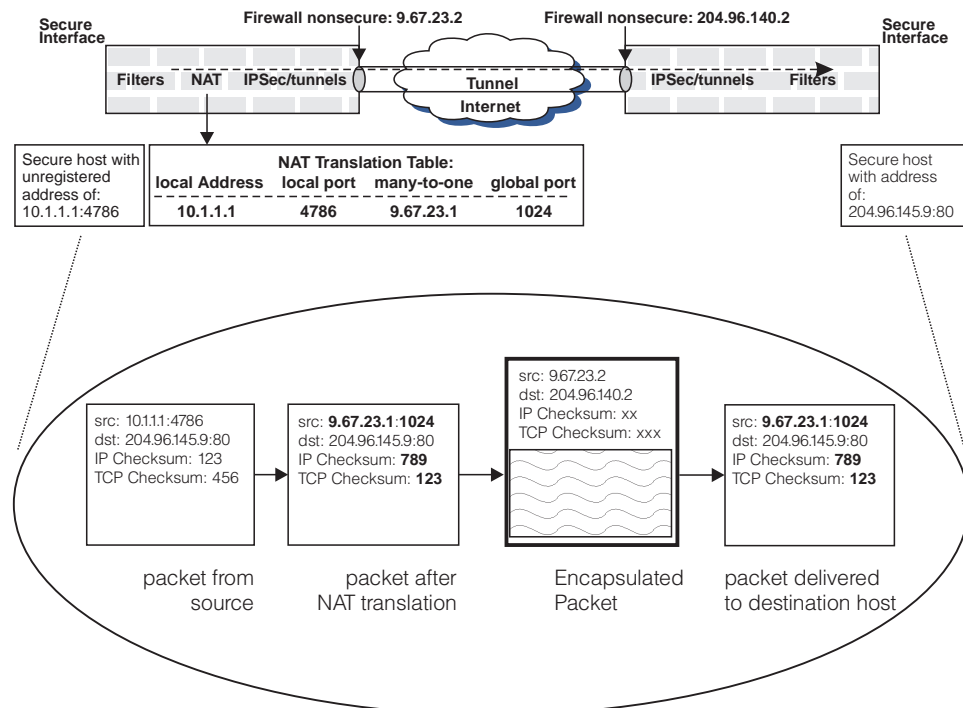 Firewall nonsecure: 9.67.23.2
Firewall nonsecure: 204.96.140.2
Secure
Interface
Secure
Interface
Filters NAT IPSec/tunnels
Tunnel
Internet
IPSec/tunnels Filters
Secure host with
unregistered
address of:
10.1.1.1:4786
NAT Translation Table:
local Address local port many-to-one global port
10.1.1.1 4786 9.67.23.1 1024
Secure host
with address
of:
204.96.145.9:80
src: 10.1.1.1:4786
dst: 204.96.145.9:80
IP Checksum: 123
TCP Checksum: 456
packet from
source
src: 9.67.23.1:1024
dst: 204.96.145.9:80
IP Checksum: 789
TCP Checksum: 123
packet after
NAT translation
src: 9.67.23.2
dst: 204.96.140.2
IP Checksum: xx
TCP Checksum: xxx
Encapsulated
Packet
src: 9.67.23.1:1024
dst: 204.96.145.9:80
IP Checksum: 789
TCP Checksum: 123
packet delivered
to destination host